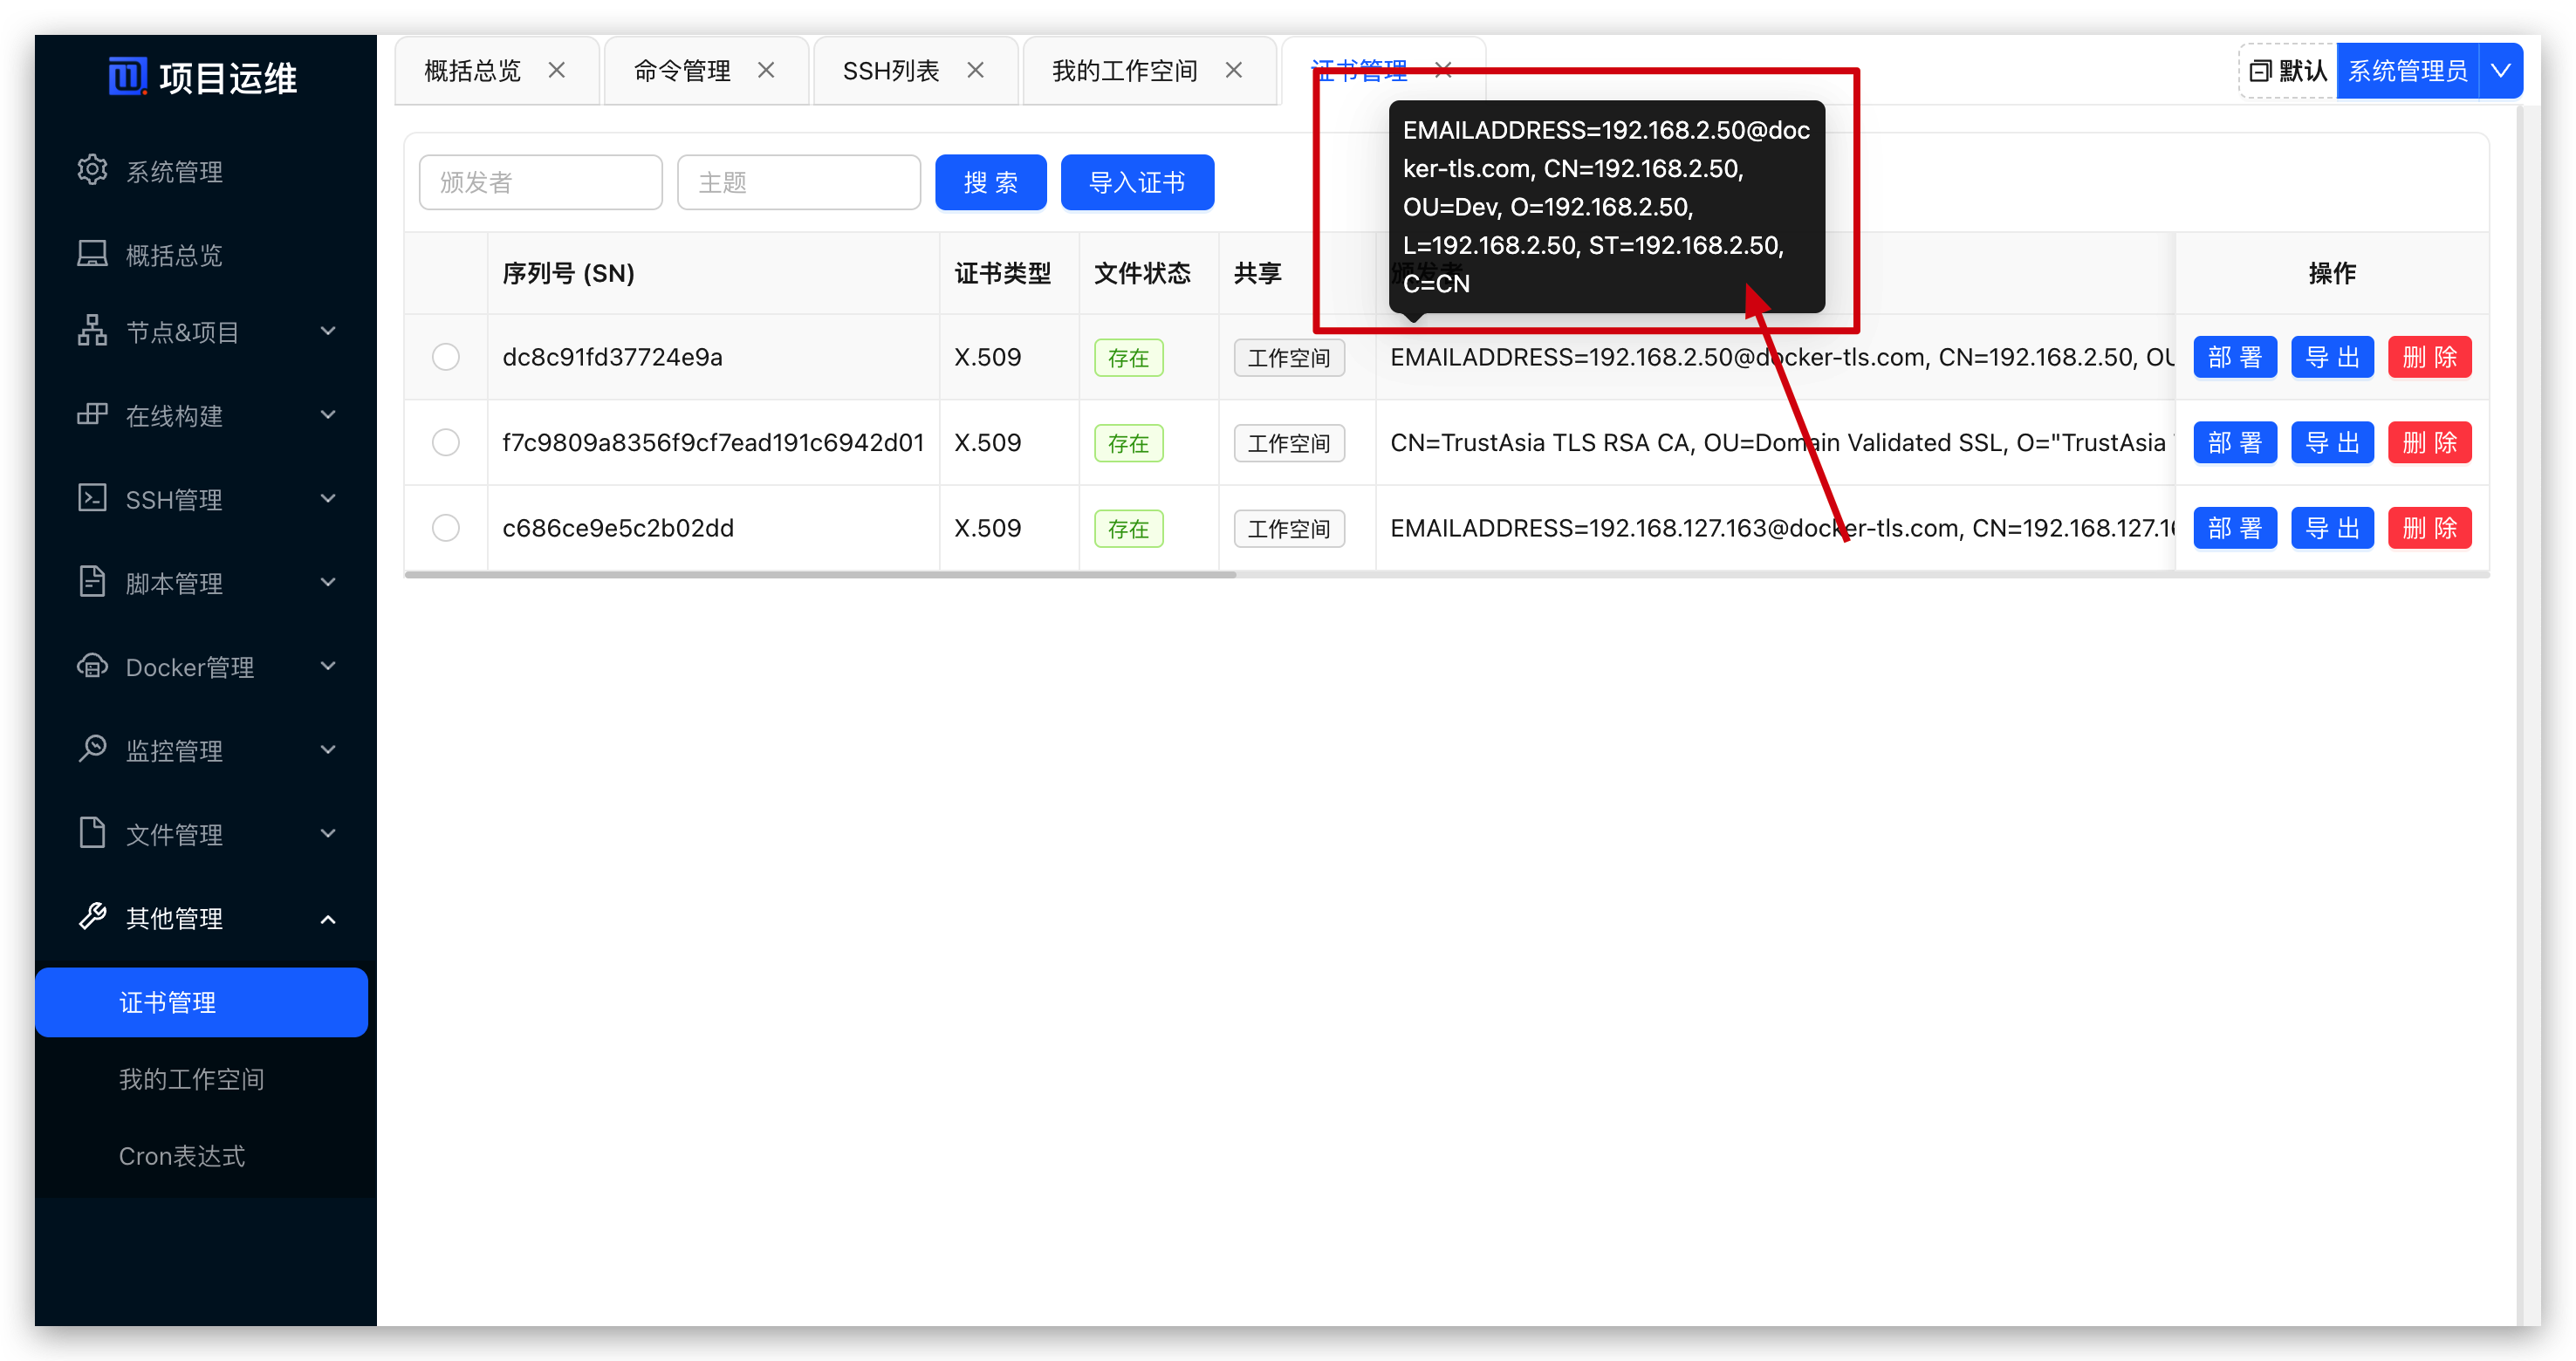 项目运维
概括总览
命令管理
SSH列表
我的工作空间
证书管理
默认
系统管理员
系统管理
概括总览
节点&项目
在线构建
SSH管理
脚本管理
Docker管理
监控管理
文件管理
其他管理
证书管理
我的工作空间
Cron表达式
颁发者
主题
搜 索
导入证书
EMAILADDRESS=192.168.2.50@doc
ker-tls.com, CN=192.168.2.50,
OU=Dev, O=192.168.2.50,
L=192.168.2.50, ST=192.168.2.50,
C=CN
序列号 (SN)
证书类型
文件状态
共享
颁发者
操作
dc8c91fd37724e9a
X.509
存在
工作空间
EMAILADDRESS=192.168.2.50@docker-tls.com, CN=192.168.2.50, OU
部 署
导 出
删 除
f7c9809a8356f9cf7ead191c6942d01
X.509
存在
工作空间
CN=TrustAsia TLS RSA CA, OU=Domain Validated SSL, O="TrustAsia
部 署
导 出
删 除
c686ce9e5c2b02dd
X.509
存在
工作空间
EMAILADDRESS=192.168.127.163@docker-tls.com, CN=192.168.127.16
部 署
导 出
删 除